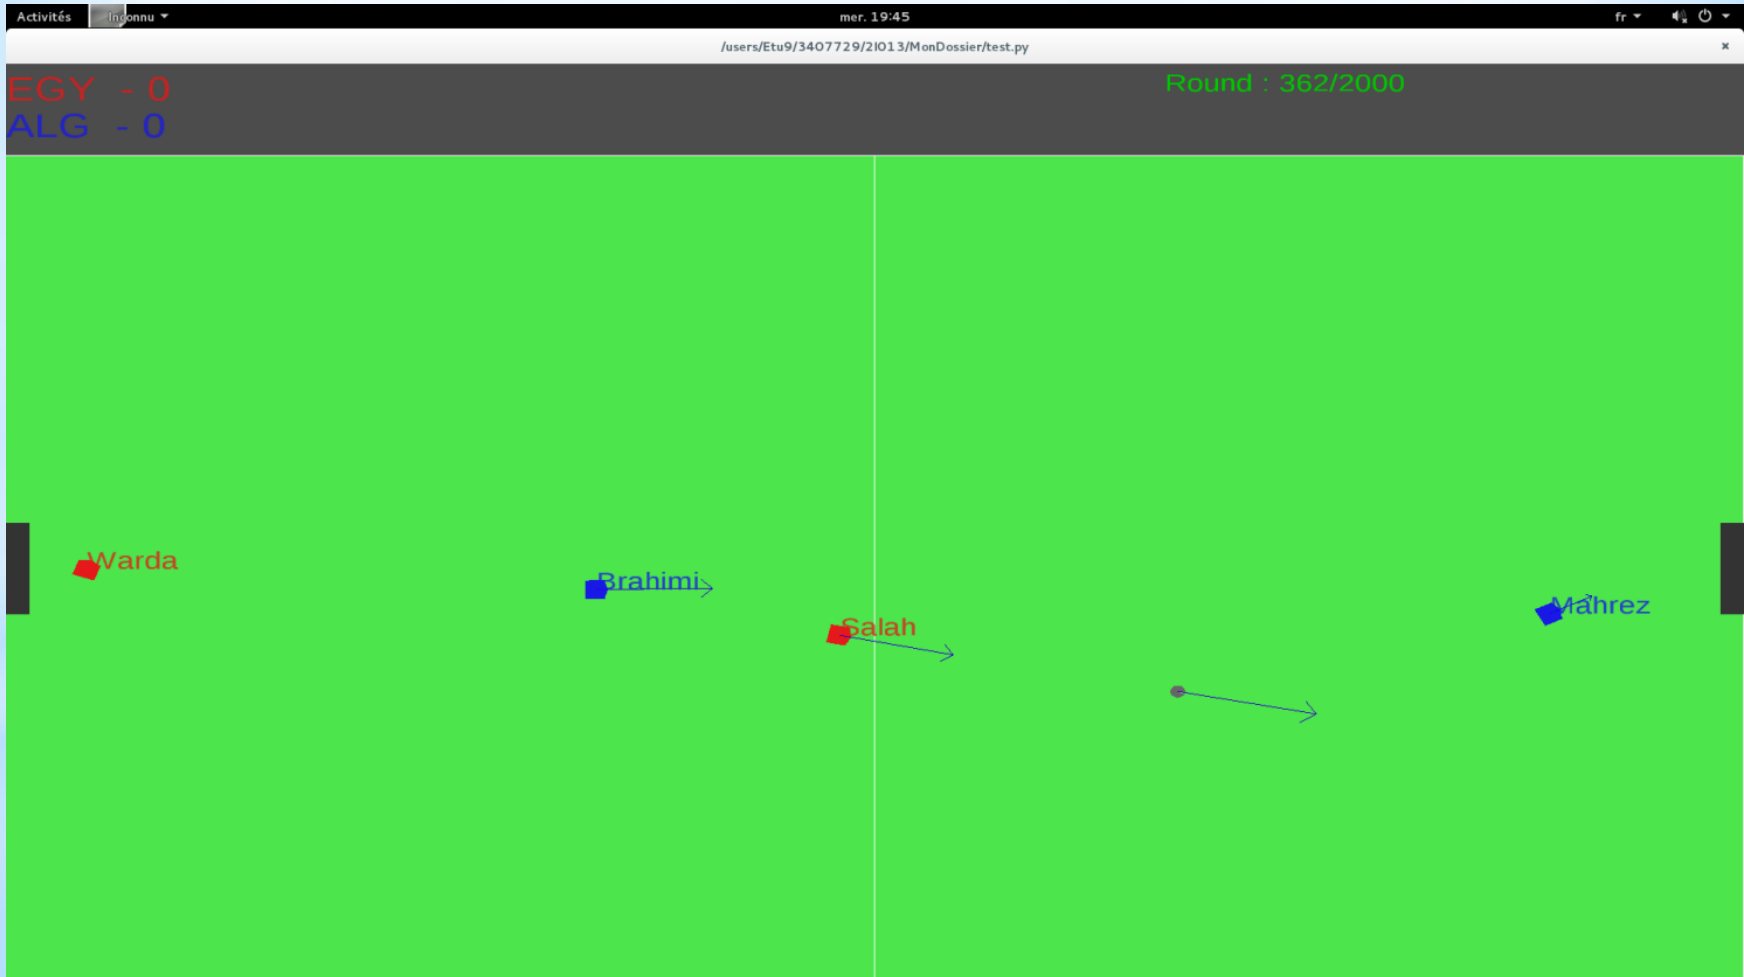 Activités Inconnu mer. 19:45 fr
/users/Etu9/3407729/2I013/MonDossier/test.py ×
EGY - 0 Round : 362/2000
ALG - 0
Warda
Brahimi
Mahrez
Salah